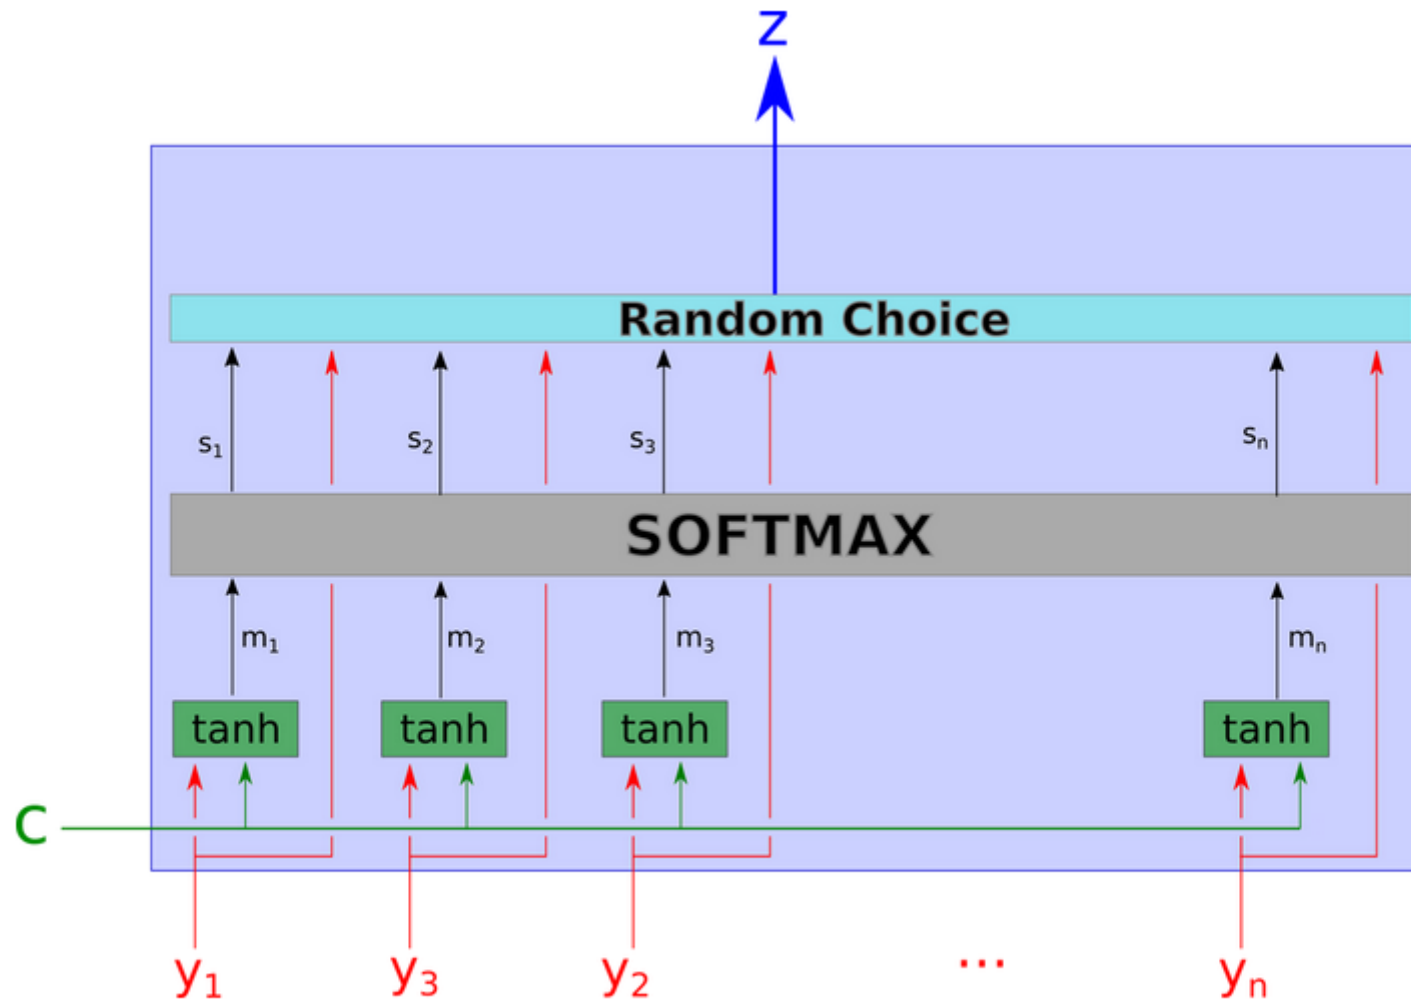 z
Random Choice
s1 s2 s3 sn
SOFTMAX
m1 m2 m3 mn
tanh tanh tanh tanh
C
y1 y3 y2 ... yn